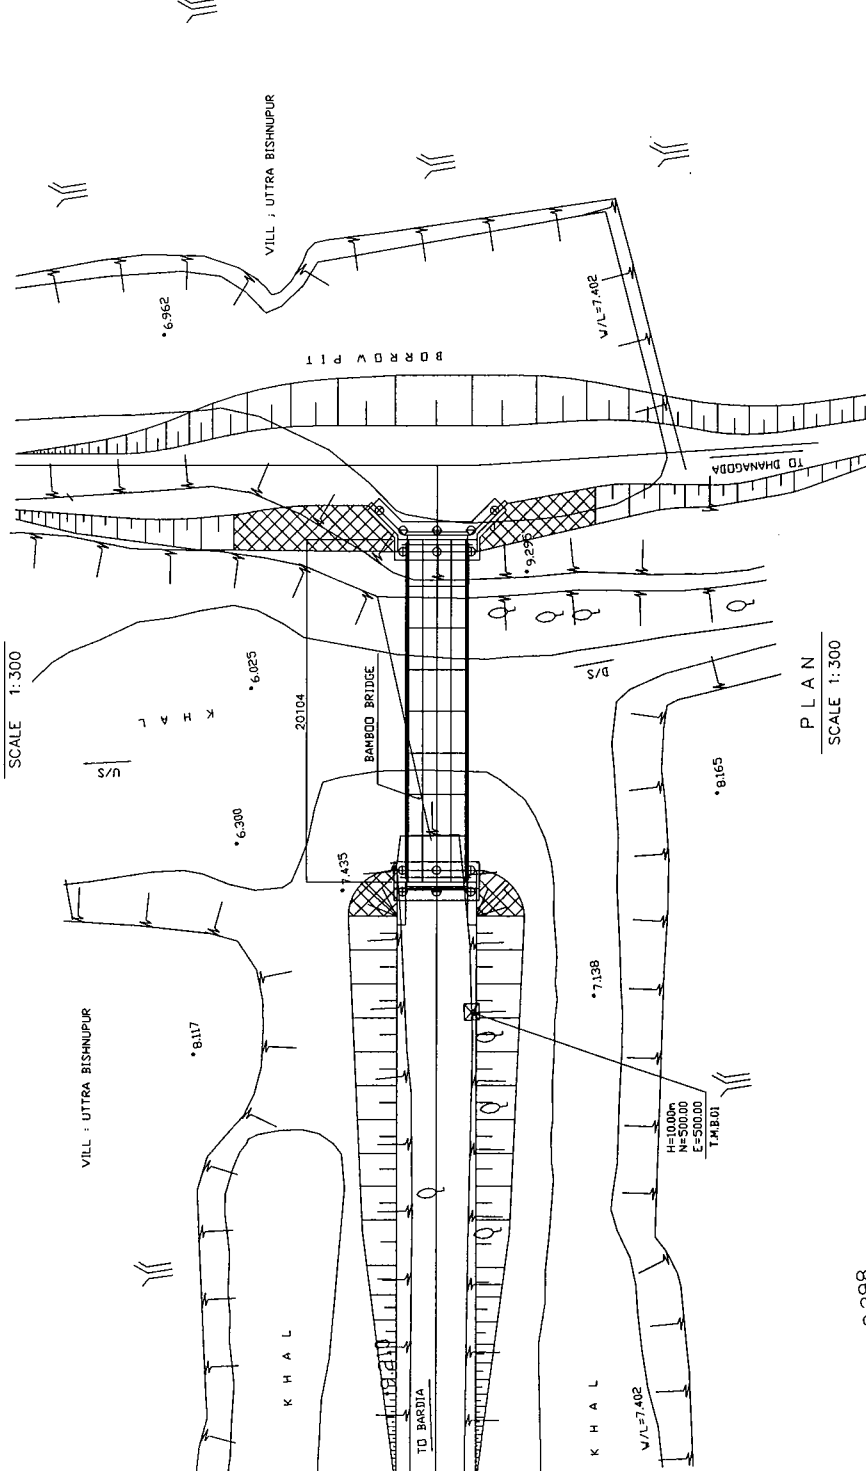 SCALE 1:300
VILL ; UTTRA BISHNUPUR
6.962
BORROW PIT
W/L=7.402
TO DHANAGODA
9.295
6.025
KHAL
U/S
20104
BAMBOO BRIDGE
D/S
6.300
7.435
8.165
PLAN
SCALE 1:300
VILL : UTTRA BISHNUPUR
8.117
7.138
H=10.00m
N=500.00
E=500.00
T.M.B.01
KHAL
TO BARDIA
KHAL
W/L=7.402